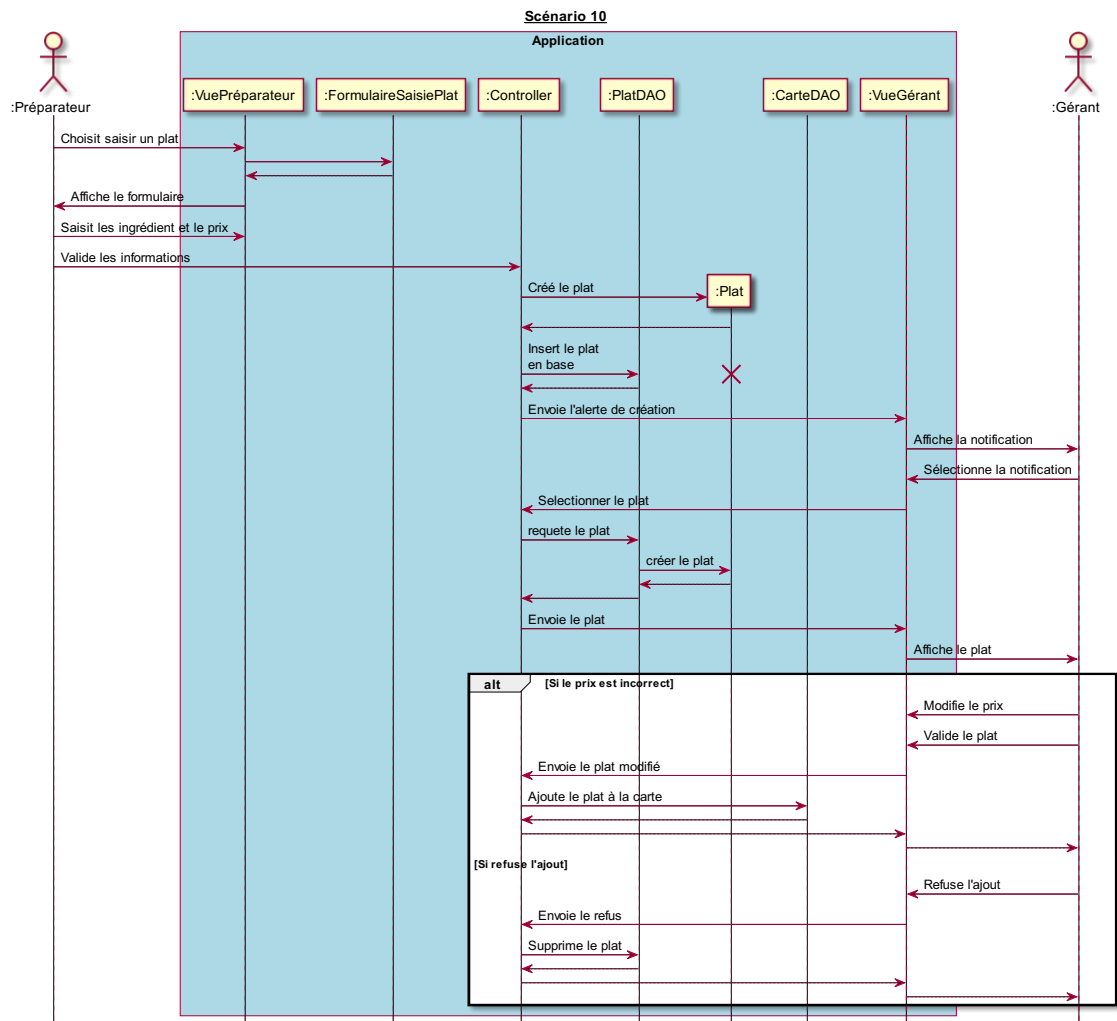 Scénario 10
Application
:Préparateur
:VuePréparateur
:FormulaireSaisiePlat
:Controller
:PlatDAO
:CarteDAO
:VueGérant
:Gérant
Choisit saisir un plat
Affiche le formulaire
Saisit les ingrédient et le prix
Valide les informations
Créé le plat
:Plat
Insert le plat
en base
Envoie l'alerte de création
Affiche la notification
Sélectionne la notification
Selectionner le plat
requete le plat
créer le plat
Envoie le plat
Affiche le plat
alt
[Si le prix est incorrect]
Modifie le prix
Valide le plat
Envoie le plat modifié
Ajoute le plat à la carte
[Si refuse l'ajout]
Refuse l'ajout
Envoie le refus
Supprime le plat